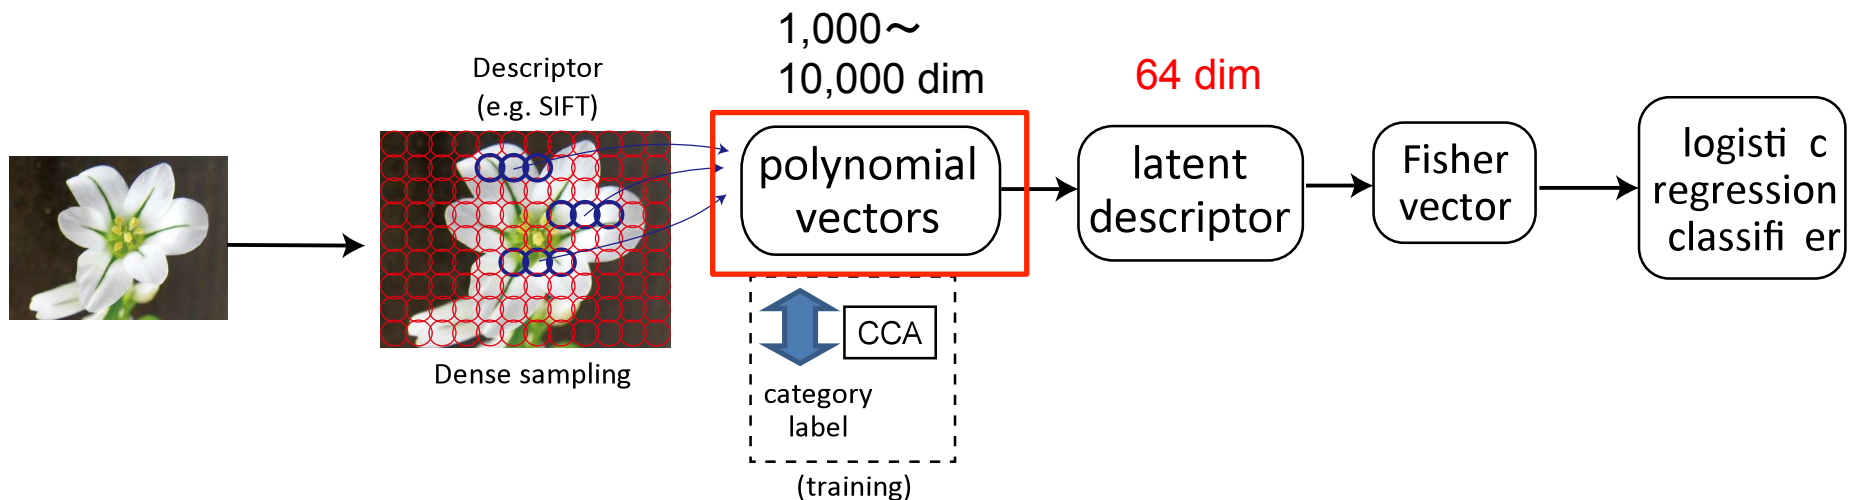 Descriptor
(e.g. SIFT)
Dense sampling
1,000～
10,000 dim
polynomial
vectors
CCA
category
label
(training)
64 dim
latent
descriptor
Fisher
vector
logisti c
regression
classifi er